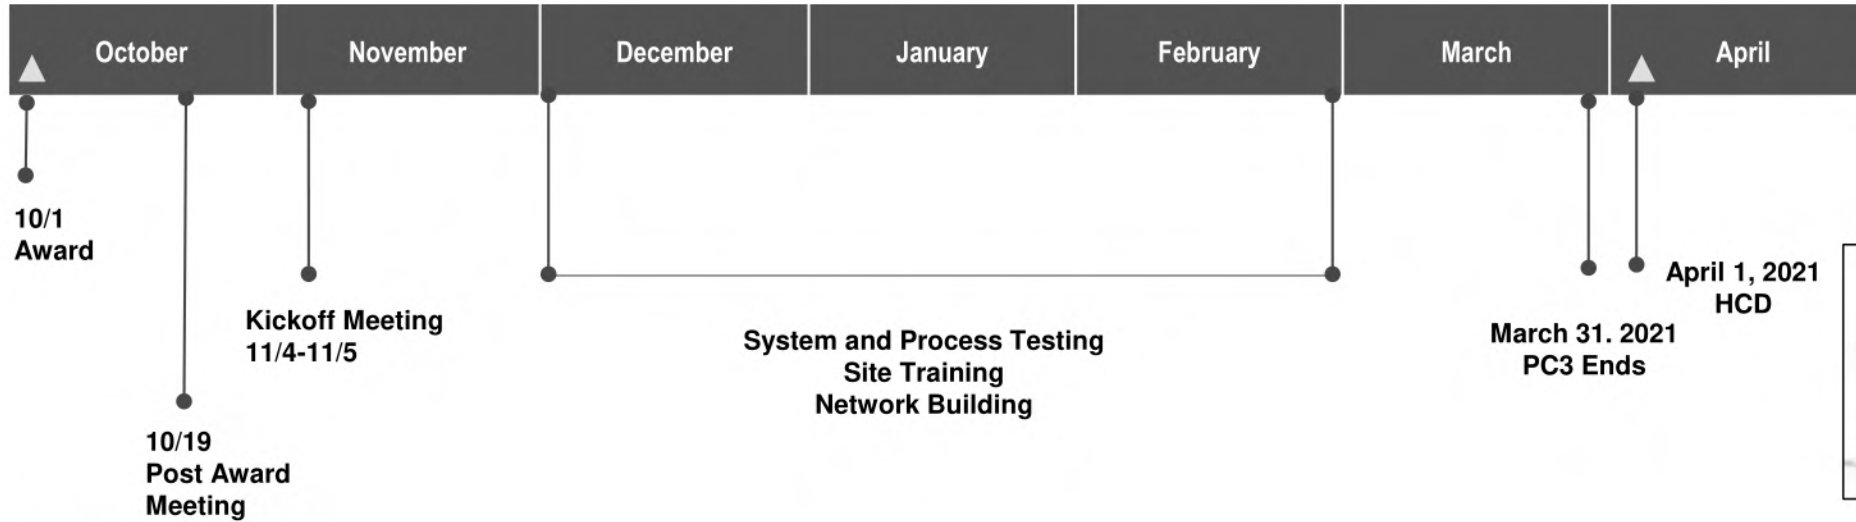 October November December January February March April
10/1
Award
10/19
Post Award
Meeting
Kickoff Meeting
11/4-11/5
System and Process Testing
Site Training
Network Building
March 31. 2021
PC3 Ends
April 1, 2021
HCD